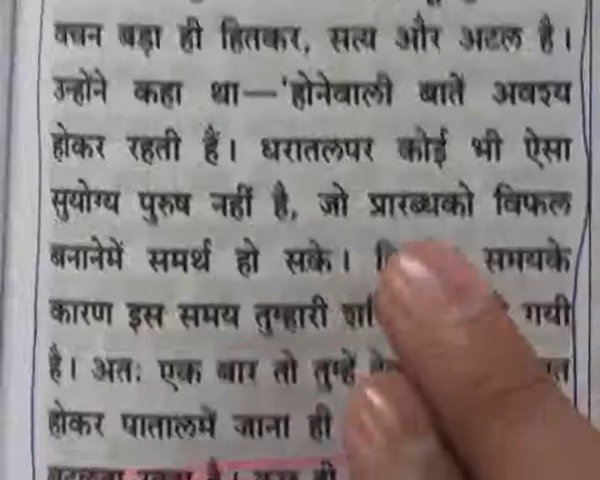 वचन बड़ा ही हितकर, सत्य और अटल है।
उन्होंने कहा था—'होनेवाली बातें अवश्य
होकर रहती हैं। धरातलपर कोई भी ऐसा
सुयोग्य पुरुष नहीं है, जो प्रारब्धको विफल
बनानेमें समर्थ हो सके। समयके
कारण इस समय तुम्हारी गयी
है। अतः एक बार तो तुम्हें
होकर पातालमें जाना ही